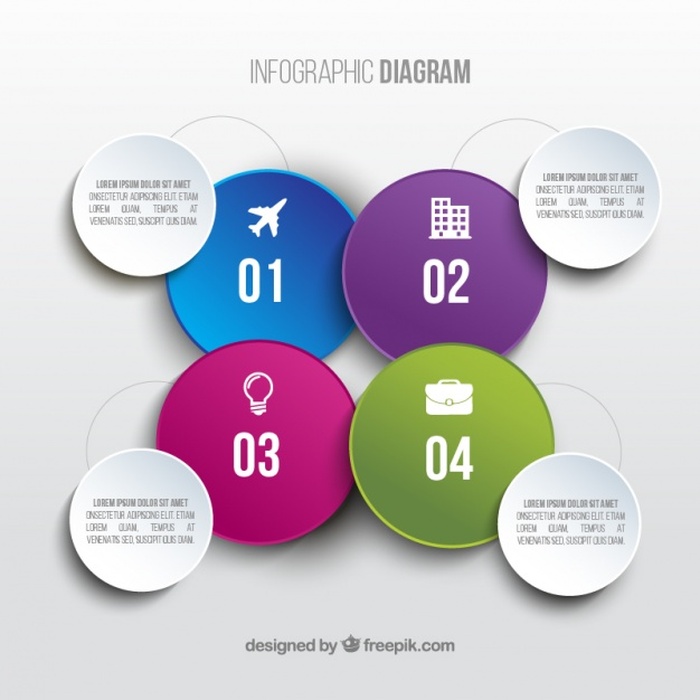 INFOGRAPHIC DIAGRAM
LOREM IPSUM DOLOR SIT AMET
ONSECTETUR ADIPISCING ELIT. ETIAM
LOREM QUAM, TEMPUS AT
VENENATIS SED, SUSCIPIT QUIS DIAM.
01
02
LOREM IPSUM DOLOR SIT AMET
ONSECTETUR ADIPISCING ELIT. ETIAM
LOREM QUAM, TEMPUS AT
VENENATIS SED, SUSCIPIT QUIS DIAM.
03
04
LOREM IPSUM DOLOR SIT AMET
ONSECTETUR ADIPISCING ELIT. ETIAM
LOREM QUAM, TEMPUS AT
VENENATIS SED, SUSCIPIT QUIS DIAM.
LOREM IPSUM DOLOR SIT AMET
ONSECTETUR ADIPISCING ELIT. ETIAM
LOREM QUAM, TEMPUS AT
VENENATIS SED, SUSCIPIT QUIS DIAM.
designed by freepik.com